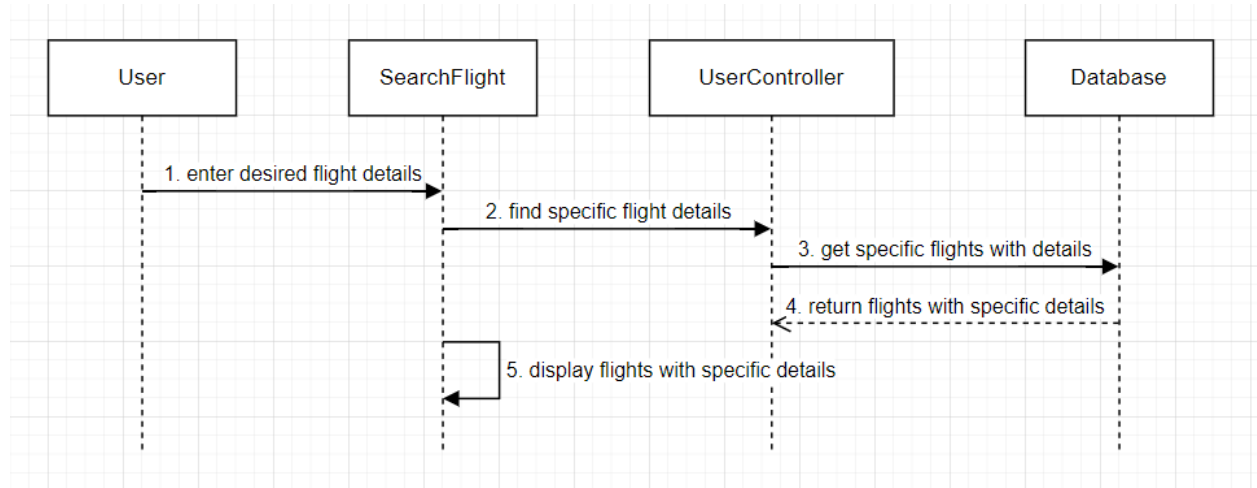 User
SearchFlight
UserController
Database
1. enter desired flight details
2. find specific flight details
3. get specific flights with details
4. return flights with specific details
5. display flights with specific details